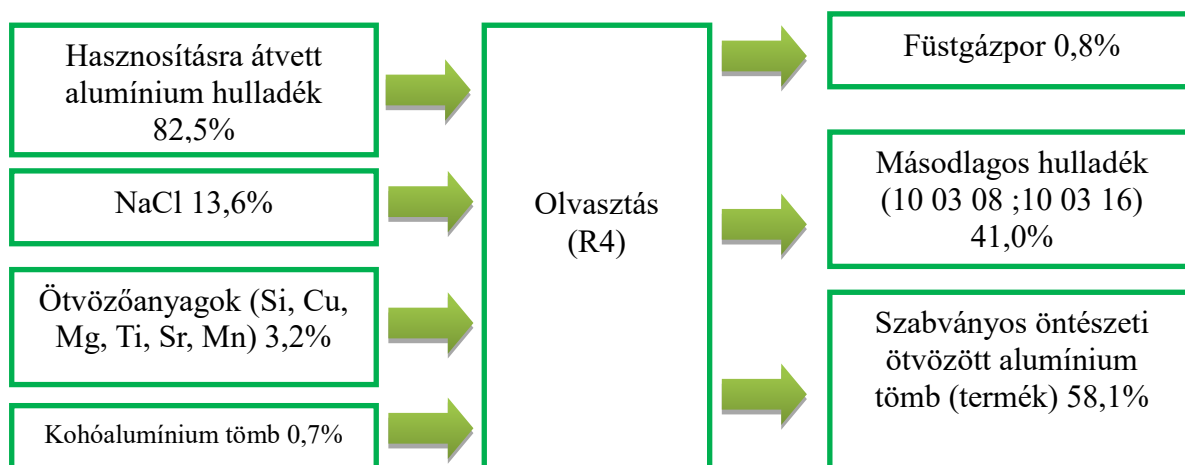 Hasznosításra átvett
alumínium hulladék
82,5%
NaCl 13,6%
Ötvözőanyagok (Si, Cu,
Mg, Ti, Sr, Mn) 3,2%
Kohóalumínium tömb 0,7%
Olvasztás
(R4)
Füstgázpor 0,8%
Másodlagos hulladék
(10 03 08 ;10 03 16)
41,0%
Szabványos öntészeti
ötvözött alumínium
tömb (termék) 58,1%